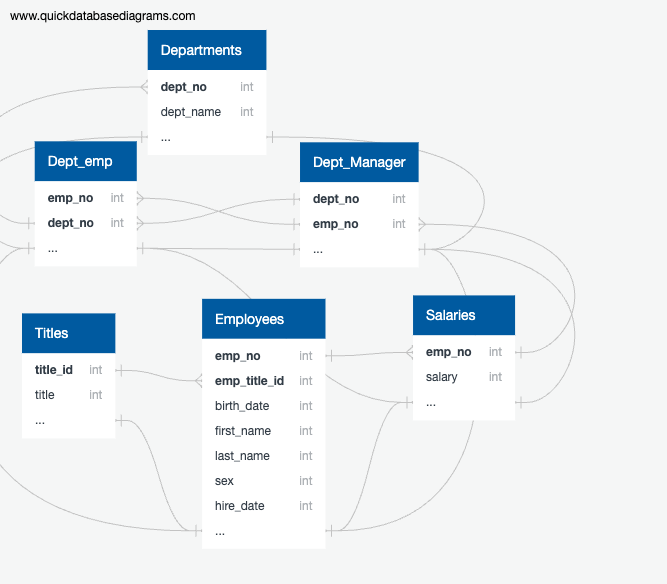 www.quickdatabasediagrams.com
Departments
dept_no int
dept_name int
...
Dept_emp
emp_no int
dept_no int
...
Dept_Manager
dept_no int
emp_no int
...
Titles
title_id int
title int
...
Employees
emp_no int
emp_title_id int
birth_date int
first_name int
last_name int
sex int
hire_date int
...
Salaries
emp_no int
salary int
...